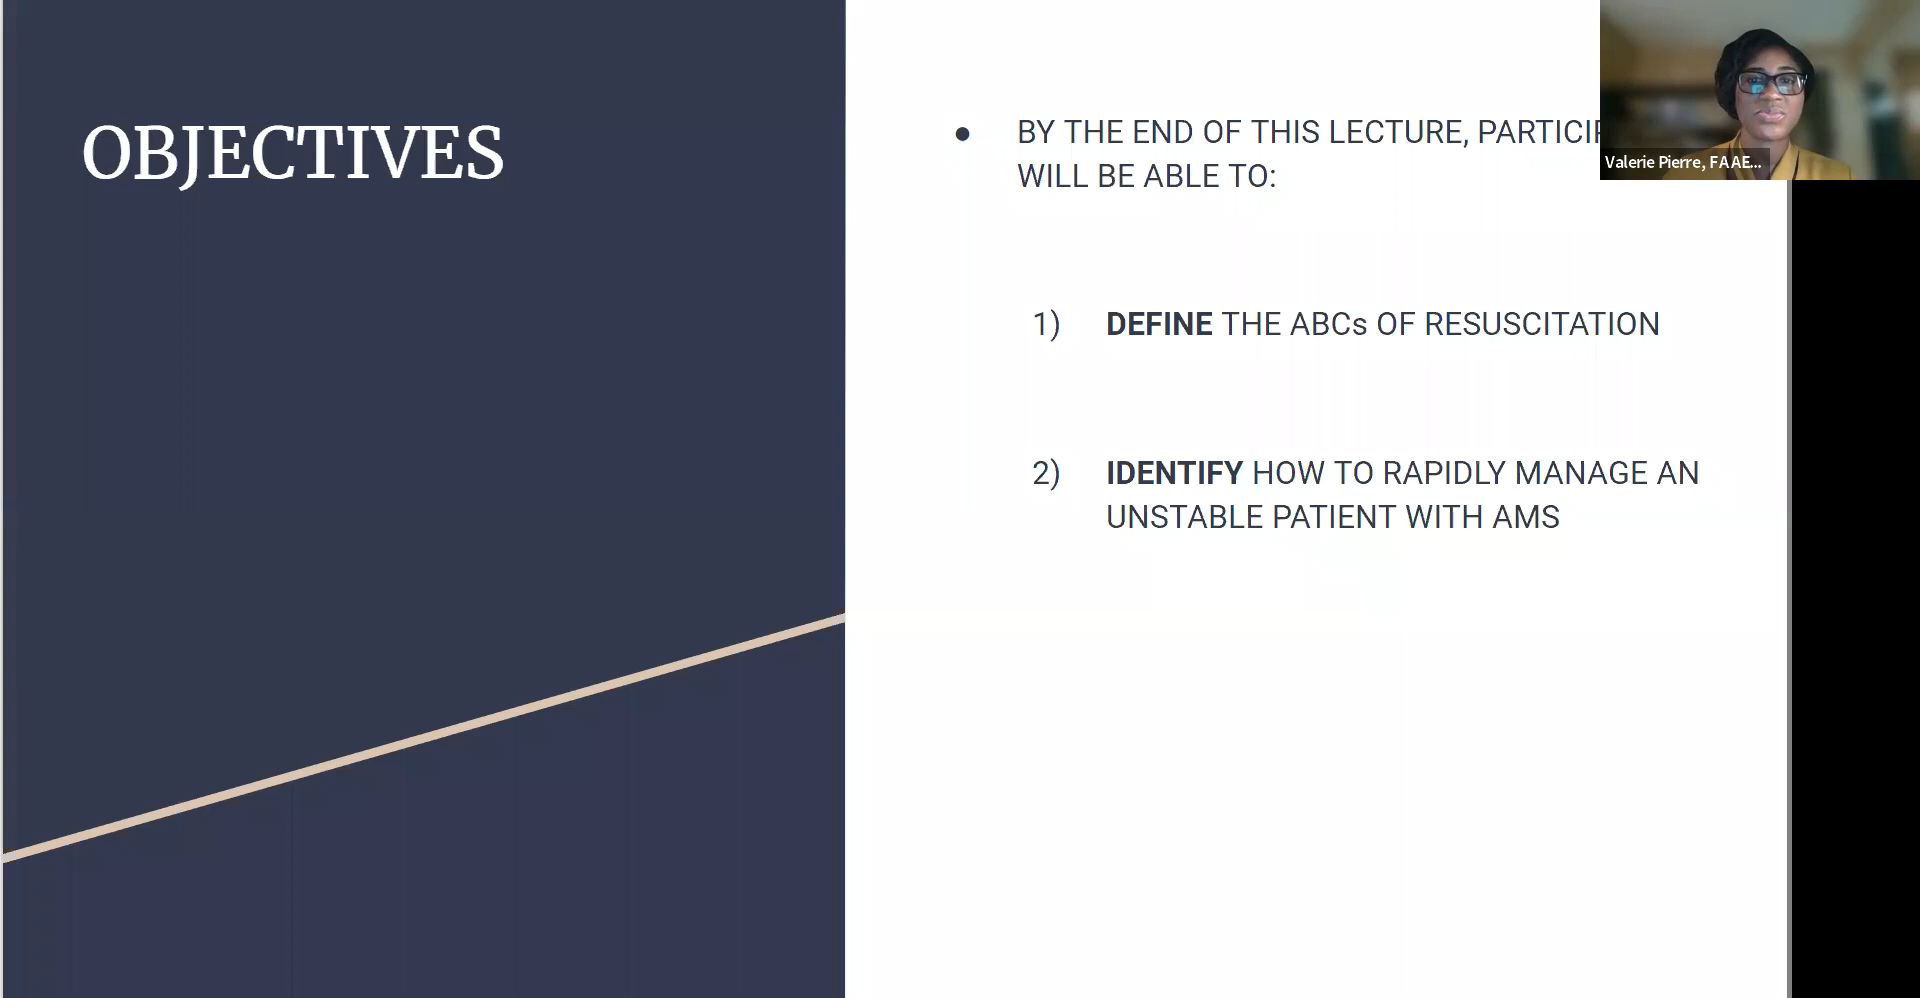 OBJECTIVES
● BY THE END OF THIS LECTURE,
WILL BE ABLE TO:
1) DEFINE THE ABCs OF RESUSCITATION
2) IDENTIFY HOW TO RAPIDLY MANAGE AN
UNSTABLE PATIENT WITH AMS
Valerie Pierre, FAAE...